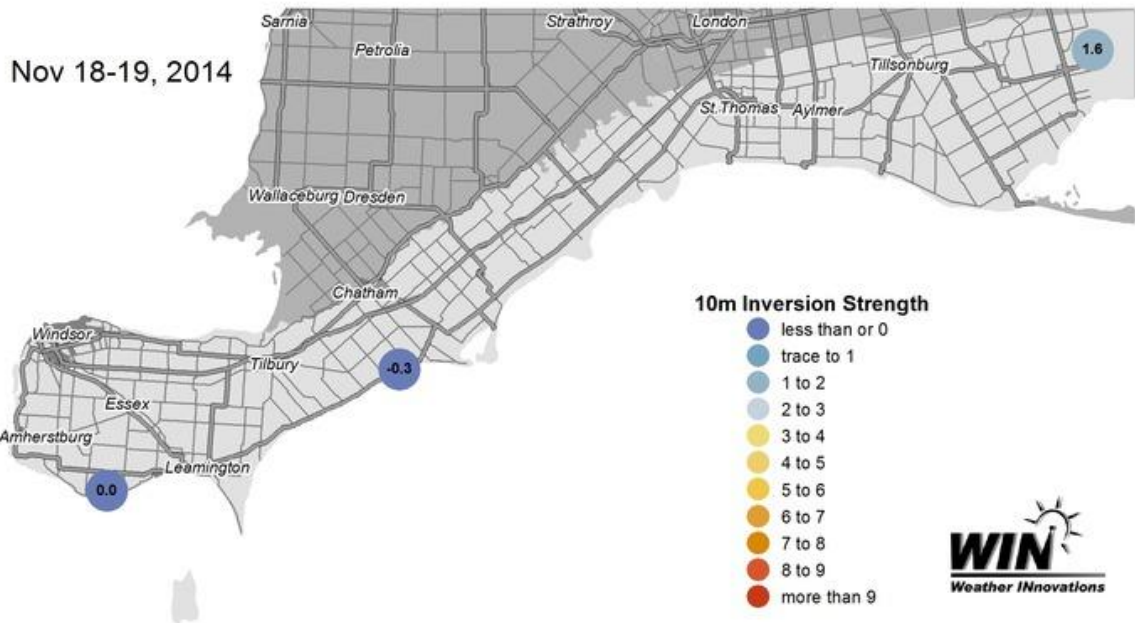 Sarnia
Strathroy
London
Petrolia
1.6
Nov 18-19, 2014
Tillsonburg
St.Thomas
Aylmer
Wallaceburg
Dresden
Chatham
10m Inversion Strength
less than or 0
Windsor
trace to 1
Tilbury
-0.3
1 to 2
Essex
2 to 3
3 to 4
Amherstburg
4 to 5
Leamington
0.0
5 to 6
6 to 7
7 to 8
8 to 9
more than 9
WIN
Weather INnovations